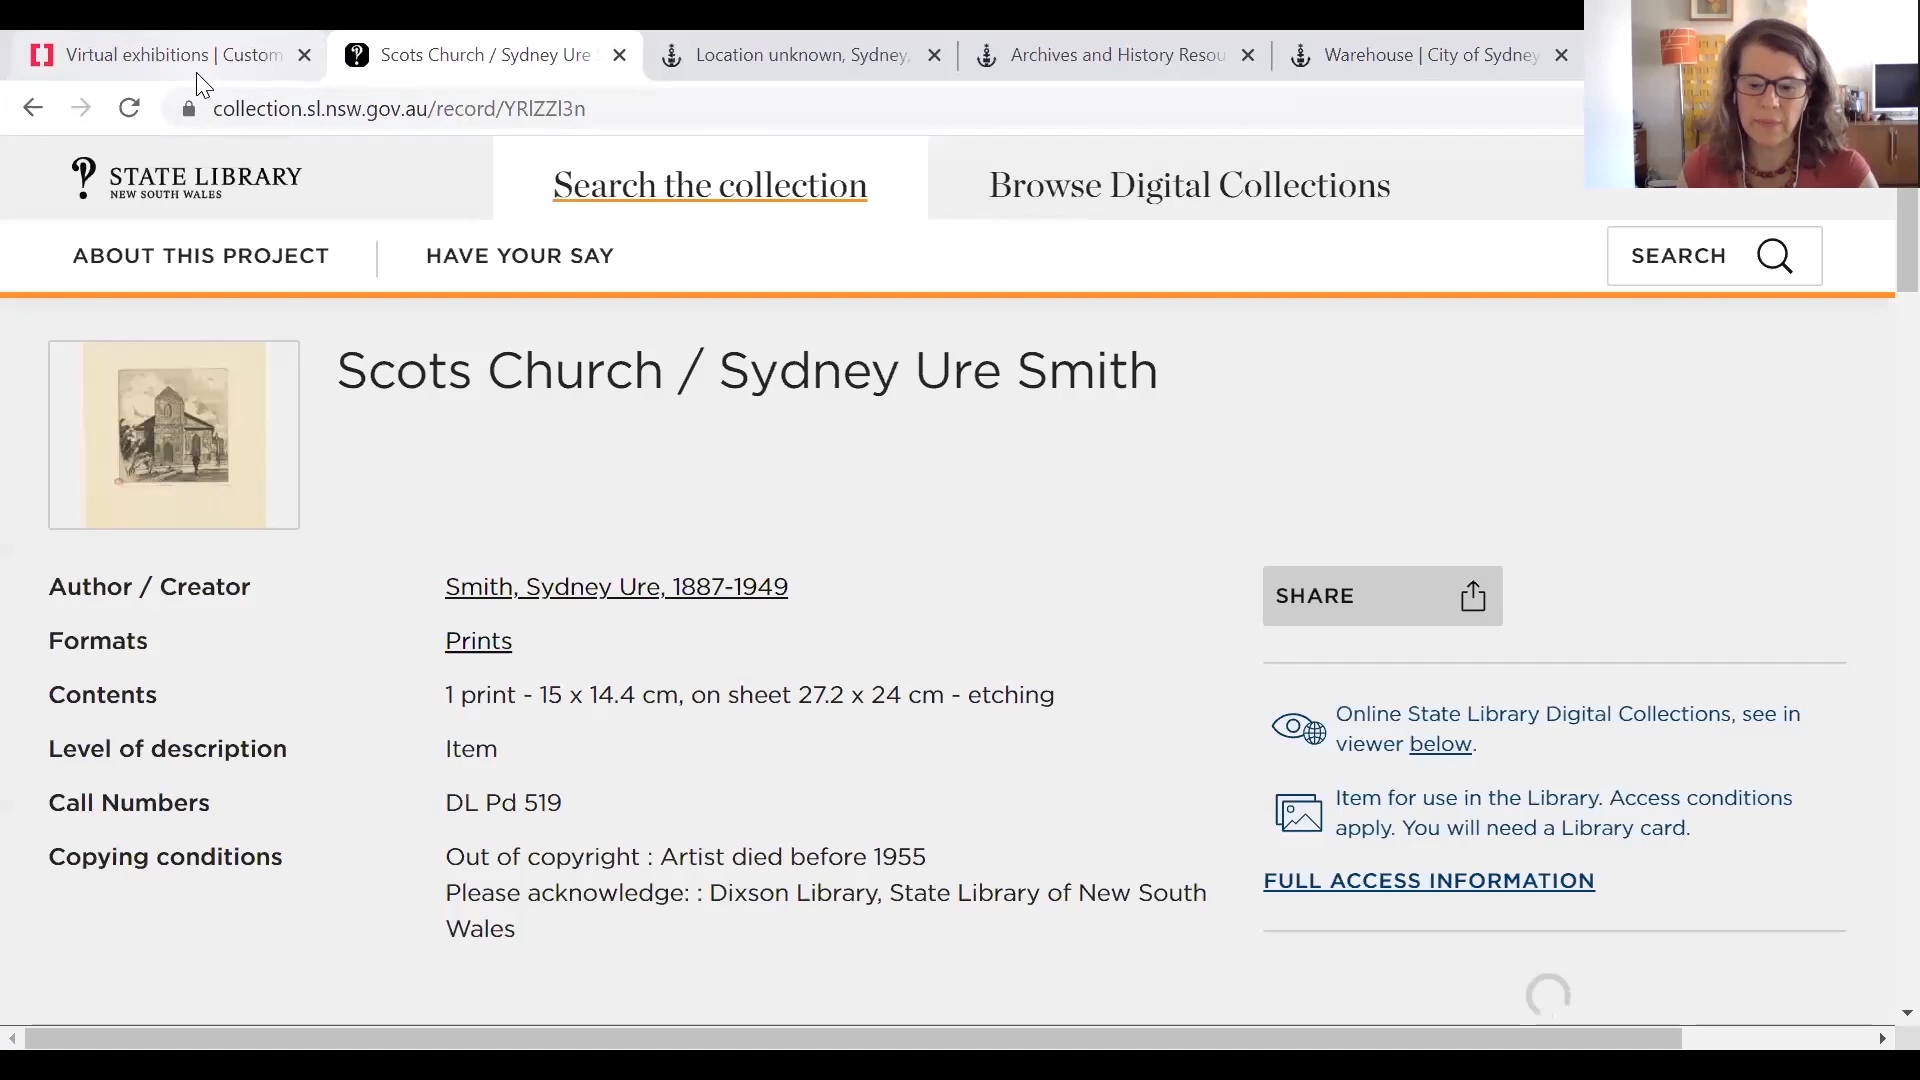 Virtual exhibitions | Custom
Scots Church / Sydney Ure S
Location unknown, Sydney,
Archives and History Resou
Warehouse | City of Sydney
collection.sl.nsw.gov.au/record/YRlZZl3n
STATE LIBRARY
NEW SOUTH WALES
Search the collection
Browse Digital Collections
ABOUT THIS PROJECT
HAVE YOUR SAY
SEARCH
Scots Church / Sydney Ure Smith
Author / Creator
Smith, Sydney Ure, 1887-1949
Formats
Prints
Contents
1 print - 15 x 14.4 cm, on sheet 27.2 x 24 cm - etching
Level of description
Item
Call Numbers
DL Pd 519
Copying conditions
Out of copyright : Artist died before 1955
Please acknowledge: : Dixson Library, State Library of New South
Wales
SHARE
Online State Library Digital Collections, see in
viewer below.
Item for use in the Library. Access conditions
apply. You will need a Library card.
FULL ACCESS INFORMATION